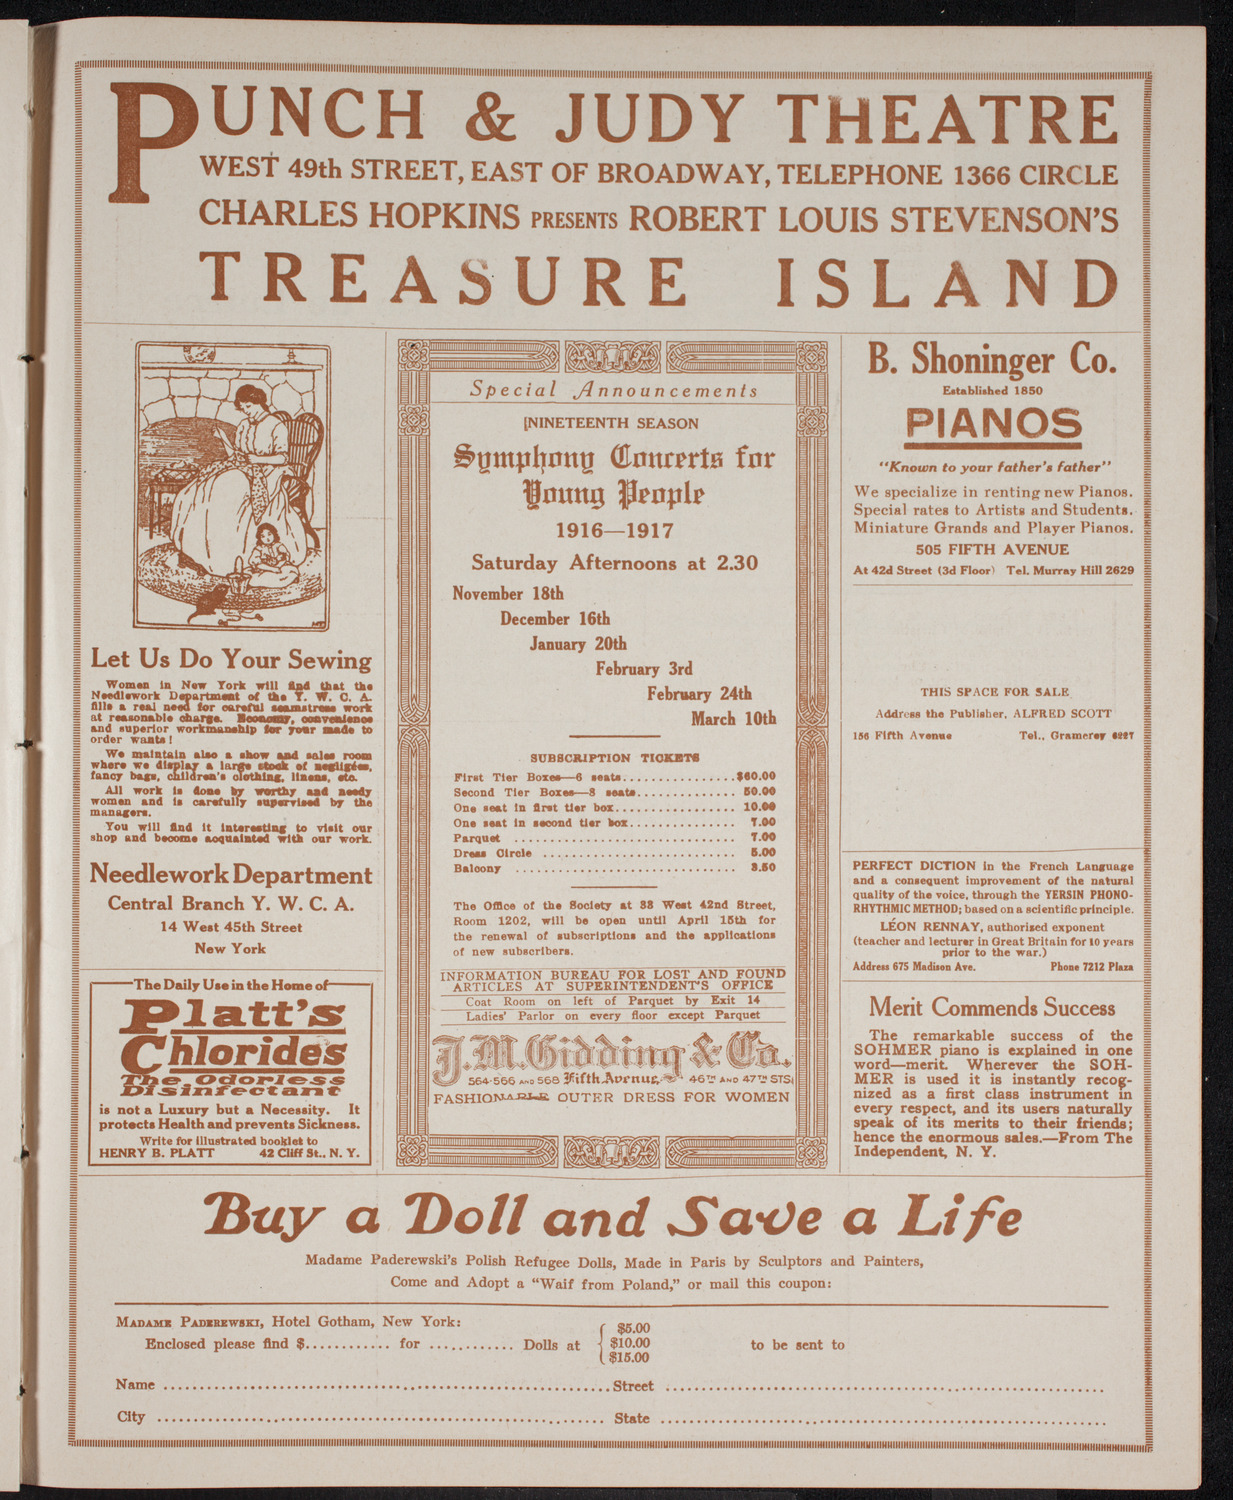 PUNCH & JUDY THEATRE
WEST 49th STREET, EAST OF BROADWAY, TELEPHONE 1366 CIRCLE
CHARLES HOPKINS PRESENTS ROBERT LOUIS STEVENSON'S
TREASURE ISLAND
Let Us Do Your Sewing
Women in New York will find that the
Needlework Department of the Y. W. C. A.
fills a real need for careful seamstress work
at reasonable charge. Economy, convenience
and superior workmanship for your made to
order wants!
We maintain also a show and sales room
where we display a large stock of negligées,
fancy bags, children's clothing, linens, etc.
All work is done by worthy and needy
women and is carefully supervised by the
managers.
You will find it interesting to visit our
shop and become acquainted with our work.
Needlework Department
Central Branch Y. W. C. A.
14 West 45th Street
New York
The Daily Use in the Home of
Platt's
Chlorides
The Odorless
Disinfectant
is not a Luxury but a Necessity. It
protects Health and prevents Sickness.
Write for illustrated booklet to
HENRY B. PLATT 42 Cliff St., N. Y.
Special Announcements
[NINETEENTH SEASON
Symphony Concerts for
Young People
1916—1917
Saturday Afternoons at 2.30
November 18th
December 16th
January 20th
February 3rd
February 24th
March 10th
SUBSCRIPTION TICKETS
First Tier Boxes—6 seats................$60.00
Second Tier Boxes—8 seats............... 50.00
One seat in first tier box................. 10.00
One seat in second tier box............... 7.00
Parquet ................................ 7.00
Dress Circle ............................ 5.00
Balcony ................................ 3.50
The Office of the Society at 33 West 42nd Street,
Room 1202, will be open until April 15th for
the renewal of subscriptions and the applications
of new subscribers.
INFORMATION BUREAU FOR LOST AND FOUND
ARTICLES AT SUPERINTENDENT'S OFFICE
Coat Room on left of Parquet by Exit 14
Ladies' Parlor on every floor except Parquet
J.M.Gidding & Co.
564-566 AND 568 Fifth Avenue, 46TH AND 47TH STS.
FASHIONABLE OUTER DRESS FOR WOMEN
B. Shoninger Co.
Established 1850
PIANOS
"Known to your father's father"
We specialize in renting new Pianos.
Special rates to Artists and Students.
Miniature Grands and Player Pianos.
505 FIFTH AVENUE
At 42d Street (3d Floor) Tel. Murray Hill 2629
THIS SPACE FOR SALE
Address the Publisher, ALFRED SCOTT
156 Fifth Avenue Tel., Gramercy 6227
PERFECT DICTION in the French Language
and a consequent improvement of the natural
quality of the voice, through the YERSIN PHONO-
RHYTHMIC METHOD; based on a scientific principle.
LÉON RENNAY, authorised exponent
(teacher and lecturer in Great Britain for 10 years
prior to the war.)
Address 675 Madison Ave. Phone 7212 Plaza
Merit Commends Success
The remarkable success of the
SOHMER piano is explained in one
word—merit. Wherever the SOH-
MER is used it is instantly recog-
nized as a first class instrument in
every respect, and its users naturally
speak of its merits to their friends;
hence the enormous sales.—From The
Independent, N. Y.
Buy a Doll and Save a Life
Madame Paderewski's Polish Refugee Dolls, Made in Paris by Sculptors and Painters,
Come and Adopt a "Waif from Poland," or mail this coupon:
MADAME PADEREWSKI, Hotel Gotham, New York:
Enclosed please find $............ for ............ Dolls at { $5.00 $10.00 $15.00 to be sent to
Name ................................................................Street ................................................................
City ................................................................ State ................................................................